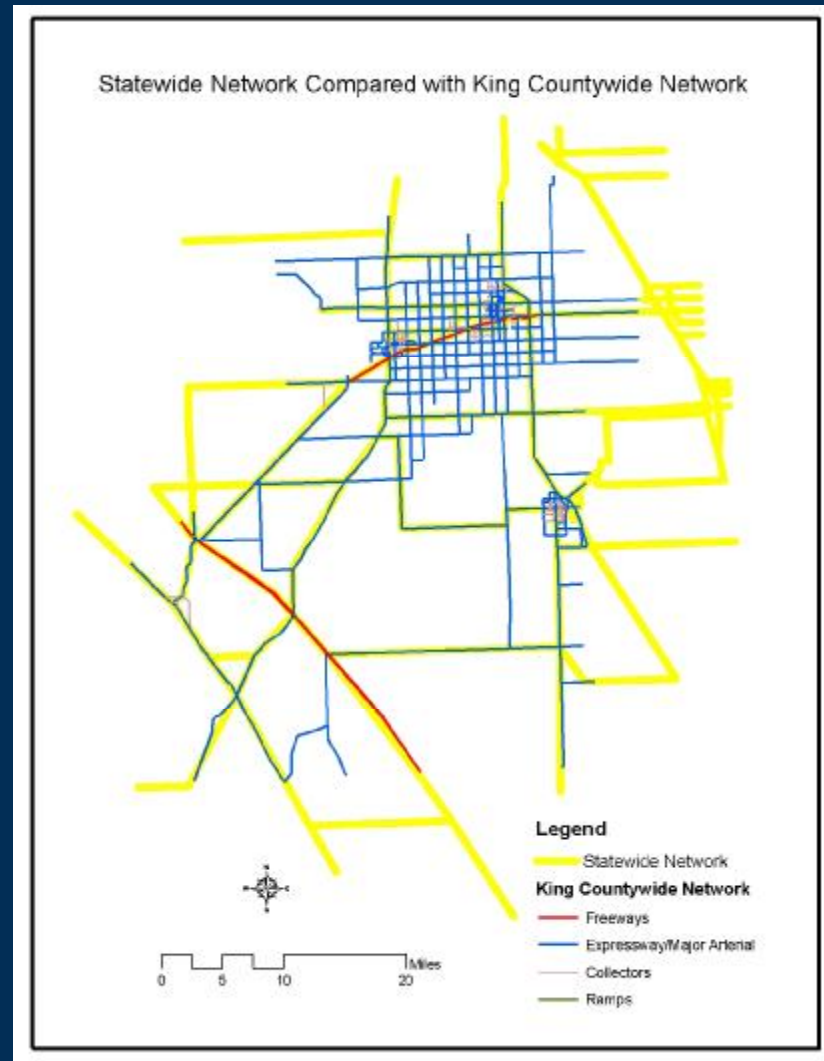 Statewide Network Compared with King Countywide Network
Legend
Statewide Network
King Countywide Network
Freeways
Expressway/Major Arterial
Collectors
Ramps
Miles
0 5 10 20